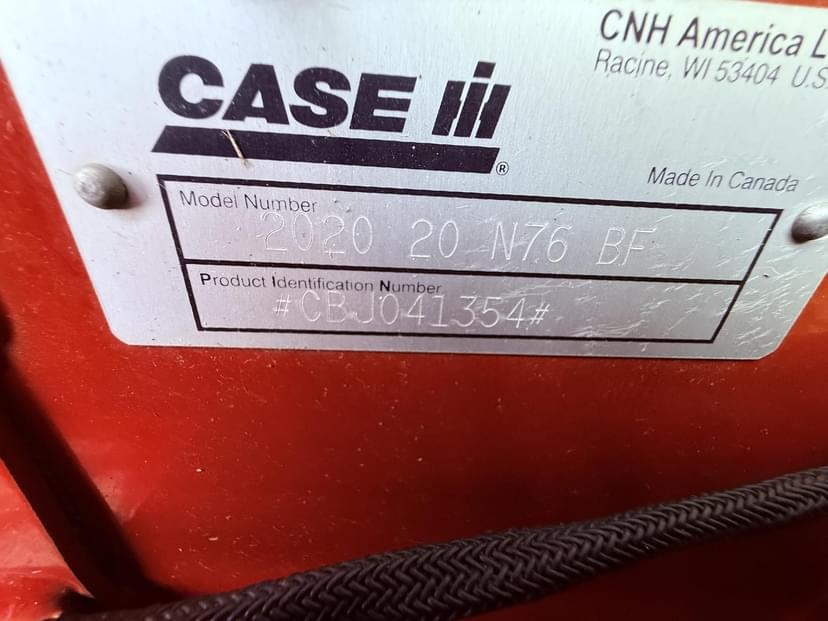 CNH America L
Racine, WI 53404 U.S.
CASE IH
®
Made In Canada
Model Number
2020 20 N76 BF
Product Identification Number
#CBJ041354#